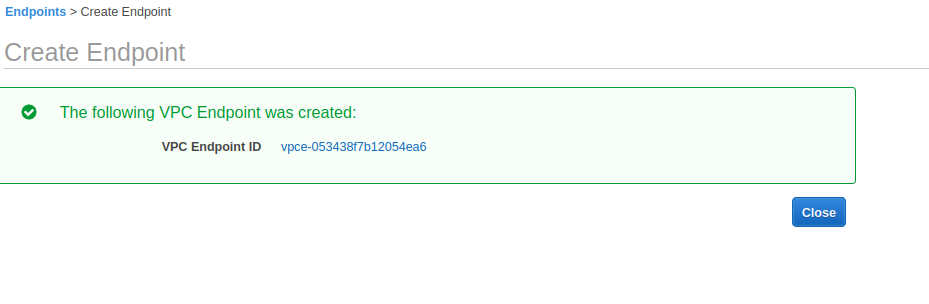 Endpoints > Create Endpoint
Create Endpoint
The following VPC Endpoint was created:
VPC Endpoint ID vpce-053438f7b12054ea6
Close